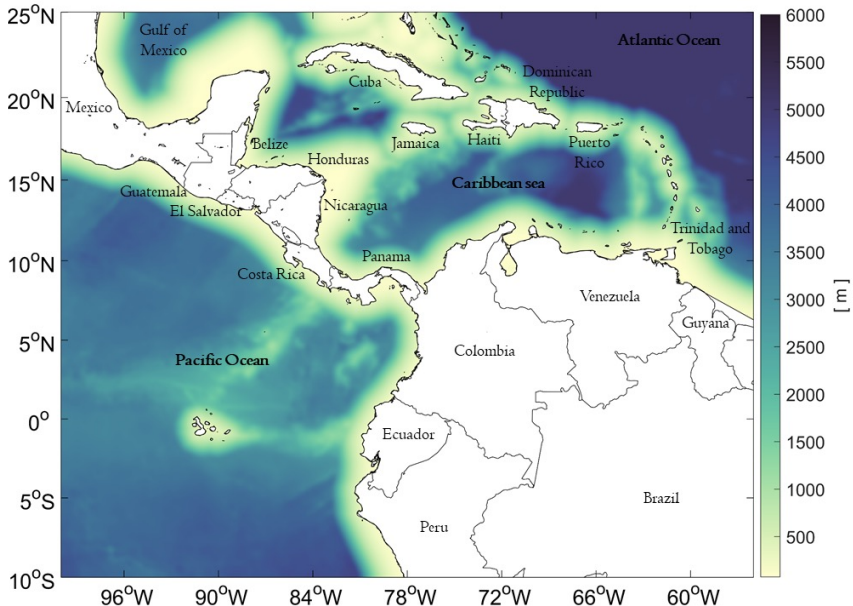 25°N
20°N
15°N
10°N
5°N
0°
5°S
10°S
Gulf of
Mexico
Atlantic Ocean
Cuba
Dominican
Republic
Mexico
Belize
Jamaica
Haiti
Puerto
Rico
Honduras
Caribbean sea
Guatemala
El Salvador
Nicaragua
Trinidad and
Tobago
Panama
Costa Rica
Venezuela
Guyana
Pacific Ocean
Colombia
Ecuador
Brazil
Peru
96°W 90°W 84°W 78°W 72°W 66°W 60°W
6000
5000
4500
4000
3500
3000
2500
2000
1500
1000
500
[ m ]